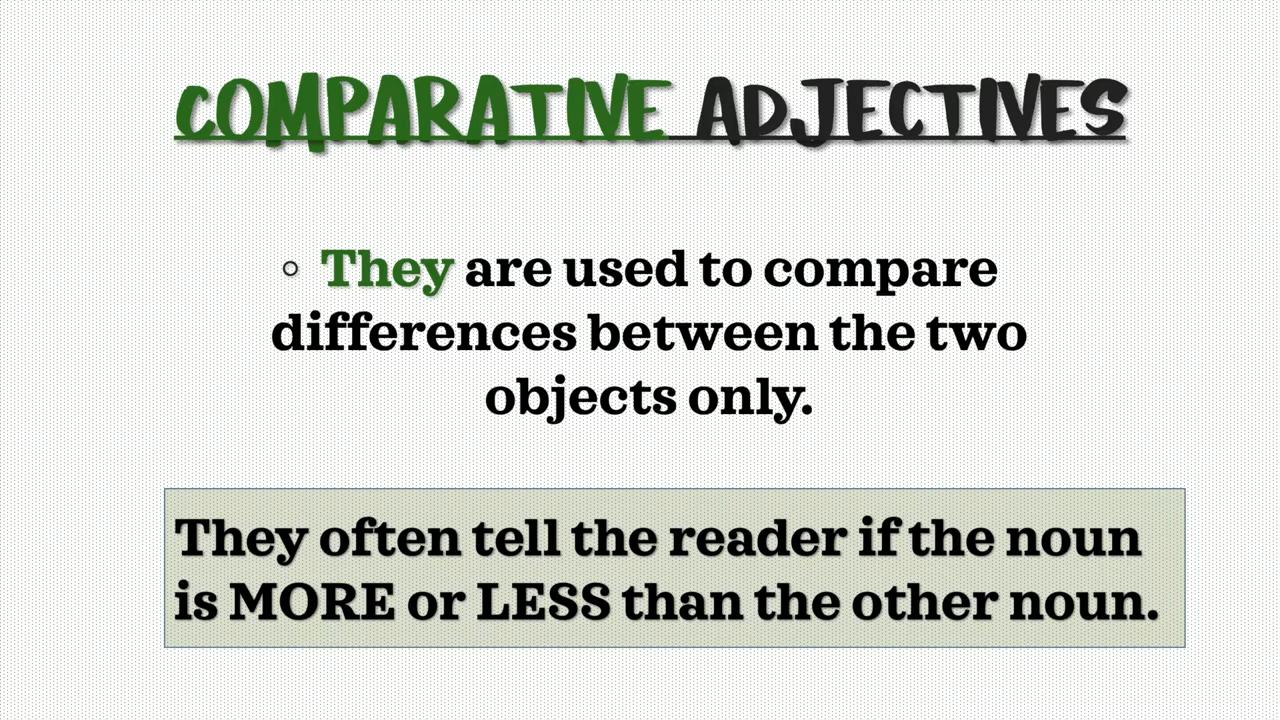 COMPARATIVE ADJECTIVES
◦ They are used to compare
differences between the two
objects only.
They often tell the reader if the noun
is MORE or LESS than the other noun.